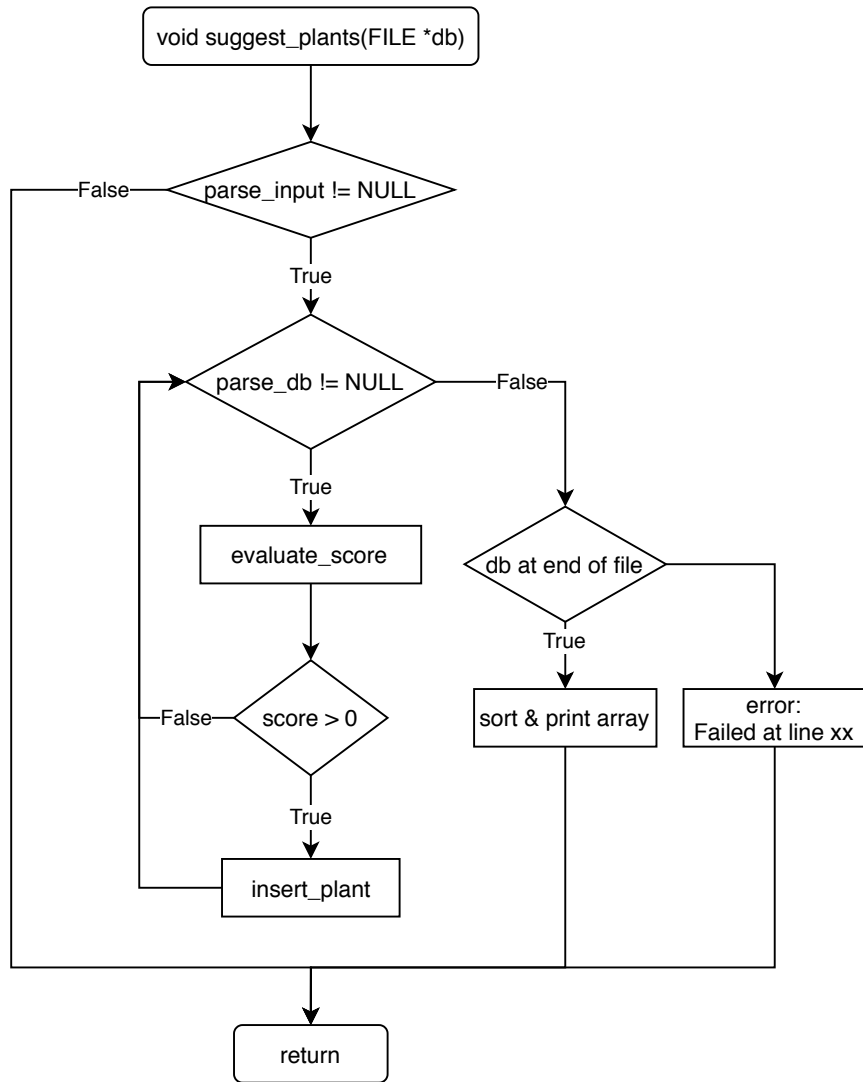 void suggest_plants(FILE *db)
False
parse_input != NULL
True
parse_db != NULL
False
True
evaluate_score
db at end of file
True
False
score > 0
sort & print array
error:
Failed at line xx
True
insert_plant
return